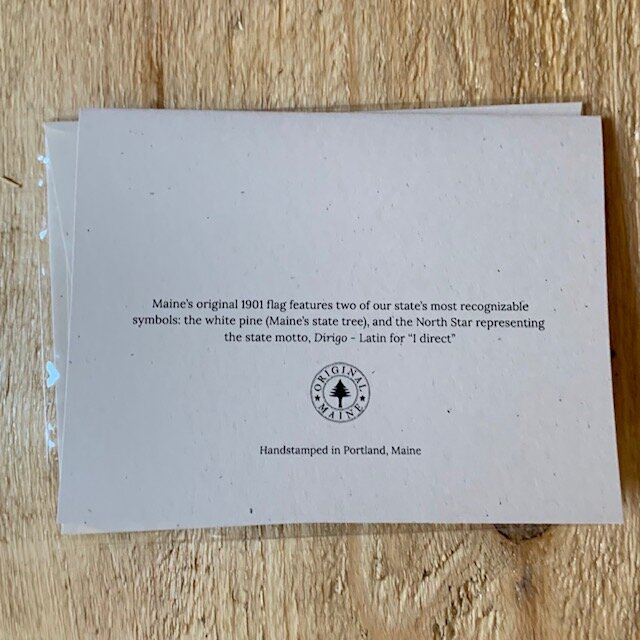 Maine's original 1901 flag features two of our state's most recognizable
symbols: the white pine (Maine's state tree), and the North Star representing
the state motto, Dirigo - Latin for "I direct"
ORIGINAL
MAINE
Handstamped in Portland, Maine